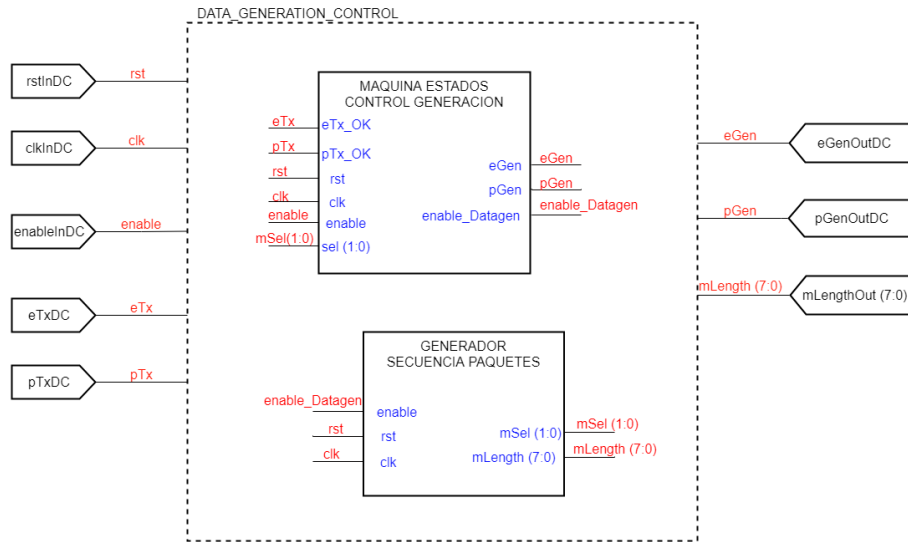 DATA_GENERATION_CONTROL
rstInDC
rst
clkInDC
clk
enableInDC
enable
eTxDC
eTx
pTxDC
pTx
MAQUINA ESTADOS
CONTROL GENERACION
eTx
eTx_OK
pTx
pTx_OK
rst
rst
clk
clk
enable
enable
mSel(1:0)
sel (1:0)
eGen
eGen
pGen
pGen
enable_Datagen
enable_Datagen
GENERADOR
SECUENCIA PAQUETES
enable_Datagen
enable
rst
rst
clk
clk
mSel (1:0)
mSel (1:0)
mLength (7:0)
mLength (7:0)
eGen
eGenOutDC
pGen
pGenOutDC
mLength (7:0)
mLengthOut (7:0)